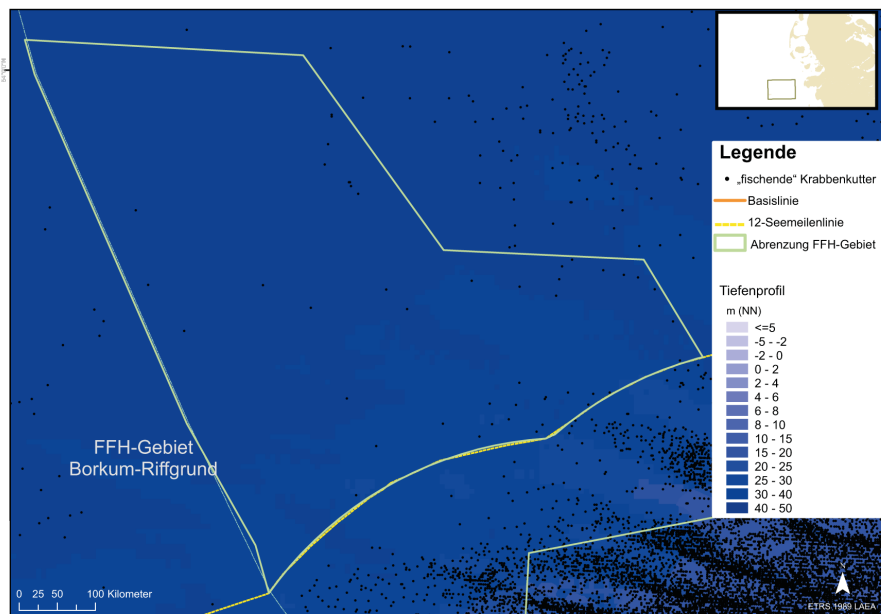 Legende
„fischende“ Krabbenkutter
Basislinie
12-Seemeilenlinie
Abrenzung FFH-Gebiet
Tiefenprofil
m (NN)
<=5
-5 - -2
-2 - 0
0 - 2
2 - 4
4 - 6
6 - 8
8 - 10
10 - 15
15 - 20
20 - 25
25 - 30
30 - 40
40 - 50
FFH-Gebiet
Borkum-Riffgrund
0 25 50 100 Kilometer
N
ETRS 1989 LAEA